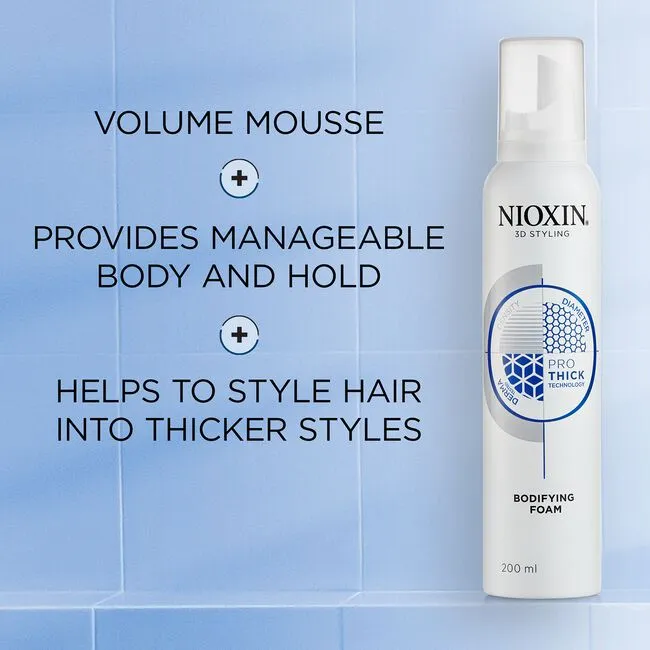 VOLUME MOUSSE
+
PROVIDES MANAGEABLE
BODY AND HOLD
+
HELPS TO STYLE HAIR
INTO THICKER STYLES
NIOXIN®
3D STYLING
DENSITY
DIAMETER
DERMA
PRO
THICK
TECHNOLOGY
BODIFYING
FOAM
200 ml